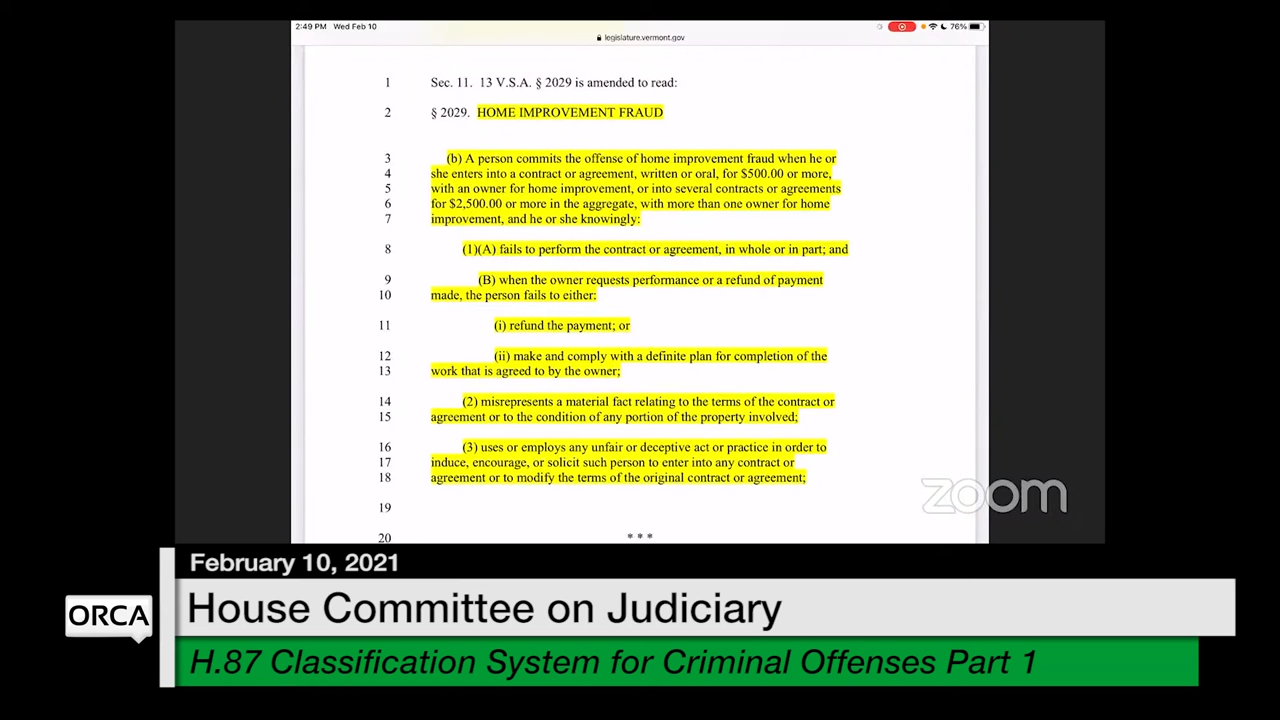 2:49 PM Wed Feb 10
76%
legislature.vermont.gov
1 Sec. 11. 13 V.S.A. § 2029 is amended to read:
2 § 2029. HOME IMPROVEMENT FRAUD
3 (b) A person commits the offense of home improvement fraud when he or
4 she enters into a contract or agreement, written or oral, for $500.00 or more,
5 with an owner for home improvement, or into several contracts or agreements
6 for $2,500.00 or more in the aggregate, with more than one owner for home
7 improvement, and he or she knowingly:
8 (1)(A) fails to perform the contract or agreement, in whole or in part; and
9 (B) when the owner requests performance or a refund of payment
10 made, the person fails to either:
11 (i) refund the payment; or
12 (ii) make and comply with a definite plan for completion of the
13 work that is agreed to by the owner;
14 (2) misrepresents a material fact relating to the terms of the contract or
15 agreement or to the condition of any portion of the property involved;
16 (3) uses or employs any unfair or deceptive act or practice in order to
17 induce, encourage, or solicit such person to enter into any contract or
18 agreement or to modify the terms of the original contract or agreement;
19
20 * * *
zoom
February 10, 2021
ORCA
House Committee on Judiciary
H.87 Classification System for Criminal Offenses Part 1